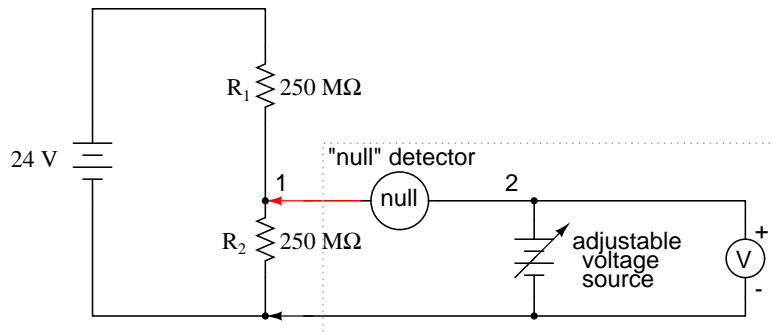 R1 250 MΩ
24 V
"null" detector
1
null
2
R2 250 MΩ
adjustable
voltage
source
+
V
-